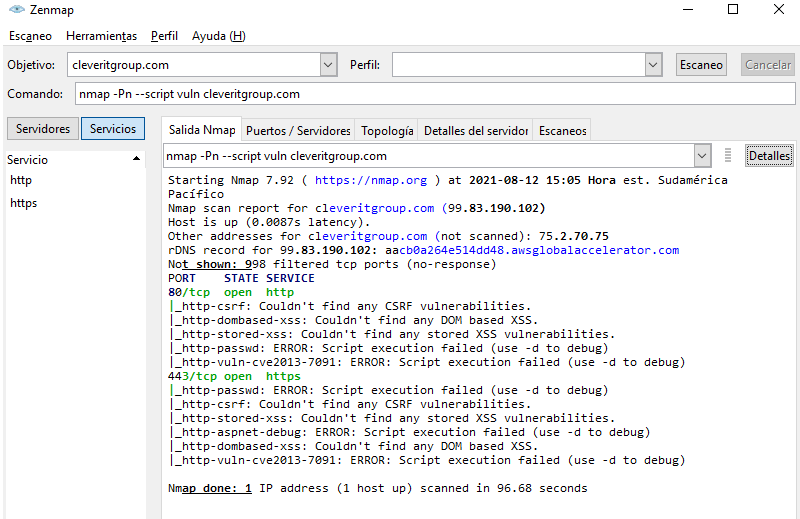 Zenmap
Escaneo Herramientas Perfil Ayuda (H)
Objetivo: cleveritgroup.com Perfil: Escaneo Cancelar
Comando: nmap -Pn --script vuln cleveritgroup.com
Servidores Servicios Salida Nmap Puertos / Servidores Topología Detalles del servidor Escaneos
Servicio
http
https
nmap -Pn --script vuln cleveritgroup.com Detalles
Starting Nmap 7.92 ( https://nmap.org ) at 2021-08-12 15:05 Hora est. Sudamérica
Pacífico
Nmap scan report for cleveritgroup.com (99.83.190.102)
Host is up (0.0087s latency).
Other addresses for cleveritgroup.com (not scanned): 75.2.70.75
rDNS record for 99.83.190.102: aacb0a264e514dd48.awsglobalaccelerator.com
Not shown: 998 filtered tcp ports (no-response)
PORT    STATE SERVICE
80/tcp  open  http
|_http-csrf: Couldn't find any CSRF vulnerabilities.
|_http-dombased-xss: Couldn't find any DOM based XSS.
|_http-stored-xss: Couldn't find any stored XSS vulnerabilities.
|_http-passwd: ERROR: Script execution failed (use -d to debug)
|_http-vuln-cve2013-7091: ERROR: Script execution failed (use -d to debug)
443/tcp open  https
|_http-passwd: ERROR: Script execution failed (use -d to debug)
|_http-csrf: Couldn't find any CSRF vulnerabilities.
|_http-stored-xss: Couldn't find any stored XSS vulnerabilities.
|_http-aspnet-debug: ERROR: Script execution failed (use -d to debug)
|_http-dombased-xss: Couldn't find any DOM based XSS.
|_http-vuln-cve2013-7091: ERROR: Script execution failed (use -d to debug)
Nmap done: 1 IP address (1 host up) scanned in 96.68 seconds